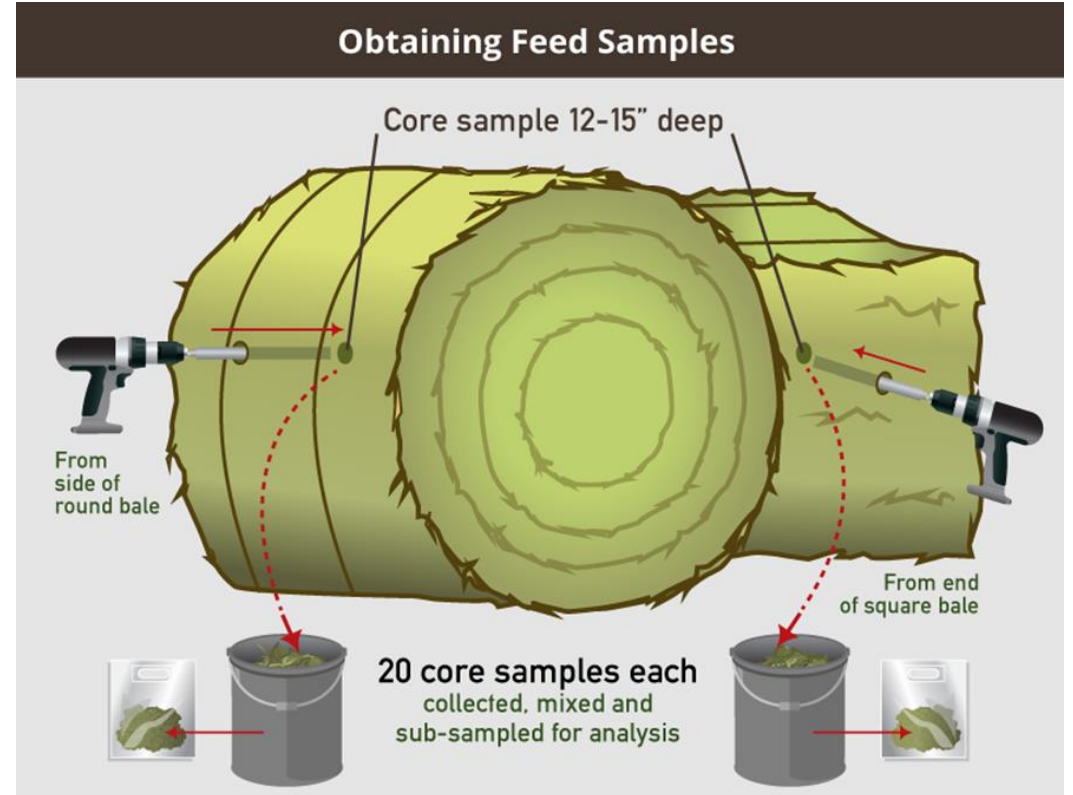 Obtaining Feed Samples
Core sample 12-15” deep
From
side of
round bale
From end
of square bale
20 core samples each
collected, mixed and
sub-sampled for analysis